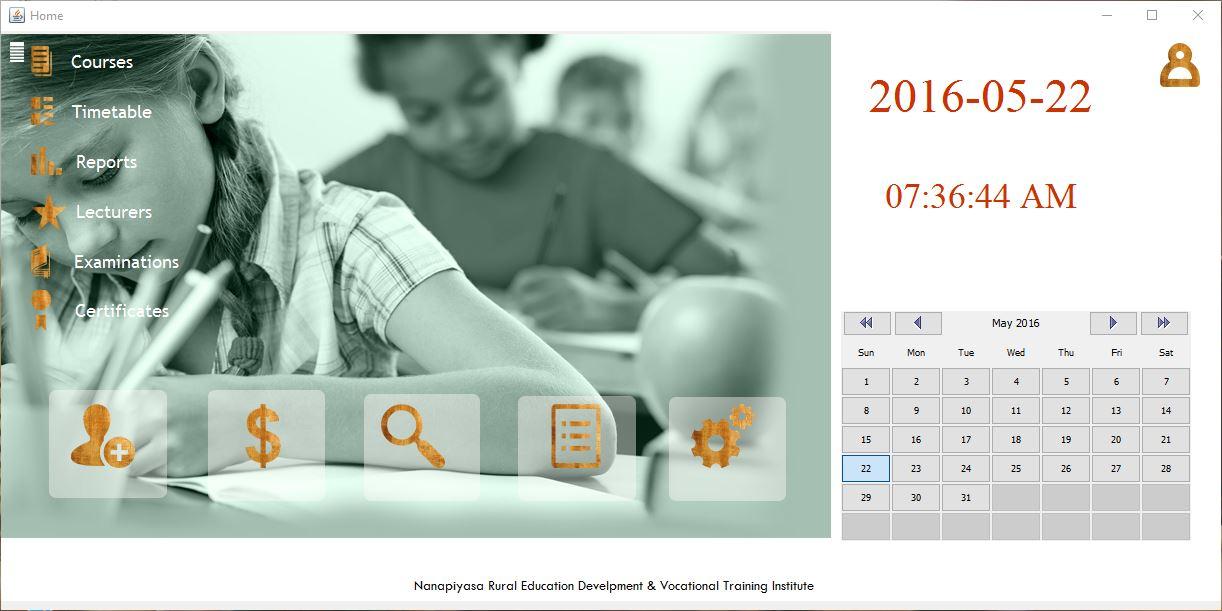 Home
Courses
Timetable
Reports
Lecturers
Examinations
Certificates
2016-05-22
07:36:44 AM
May 2016
Sun Mon Tue Wed Thu Fri Sat
1 2 3 4 5 6 7
8 9 10 11 12 13 14
15 16 17 18 19 20 21
22 23 24 25 26 27 28
29 30 31
$
Nanapiyasa Rural Education Develpment & Vocational Training Institute